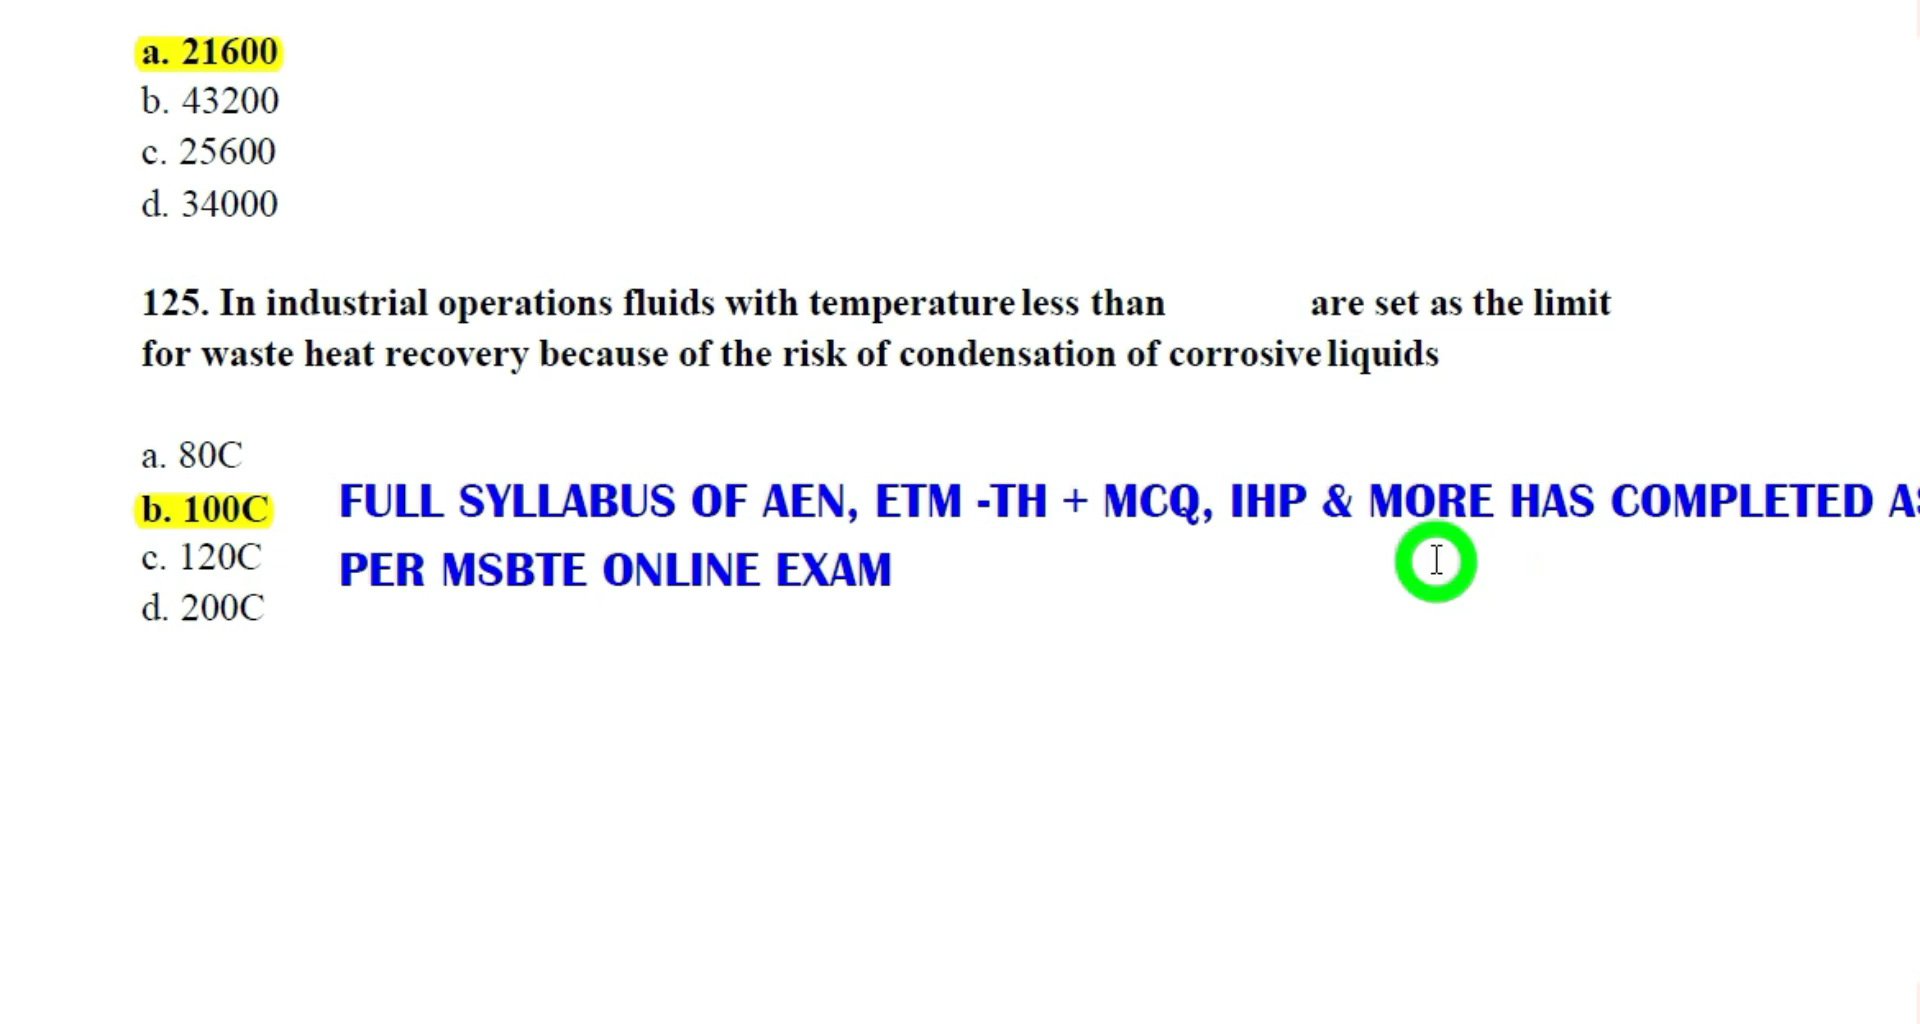 a. 21600
b. 43200
c. 25600
d. 34000
125. In industrial operations fluids with temperature less than are set as the limit
for waste heat recovery because of the risk of condensation of corrosive liquids
a. 80C
b. 100C
c. 120C
d. 200C
FULL SYLLABUS OF AEN, ETM -TH + MCQ, IHP & MORE HAS COMPLETED AS
PER MSBTE ONLINE EXAM